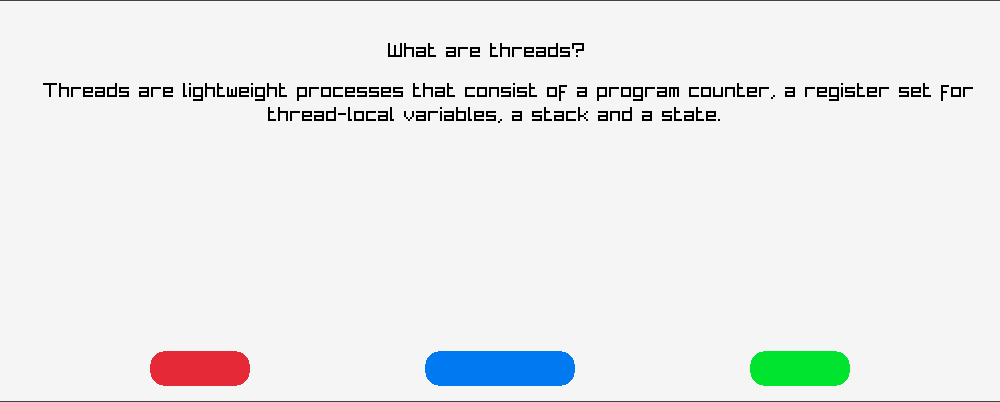 What are threads?
Threads are lightweight processes that consist of a program counter, a register set for
thread-local variables, a stack and a state.